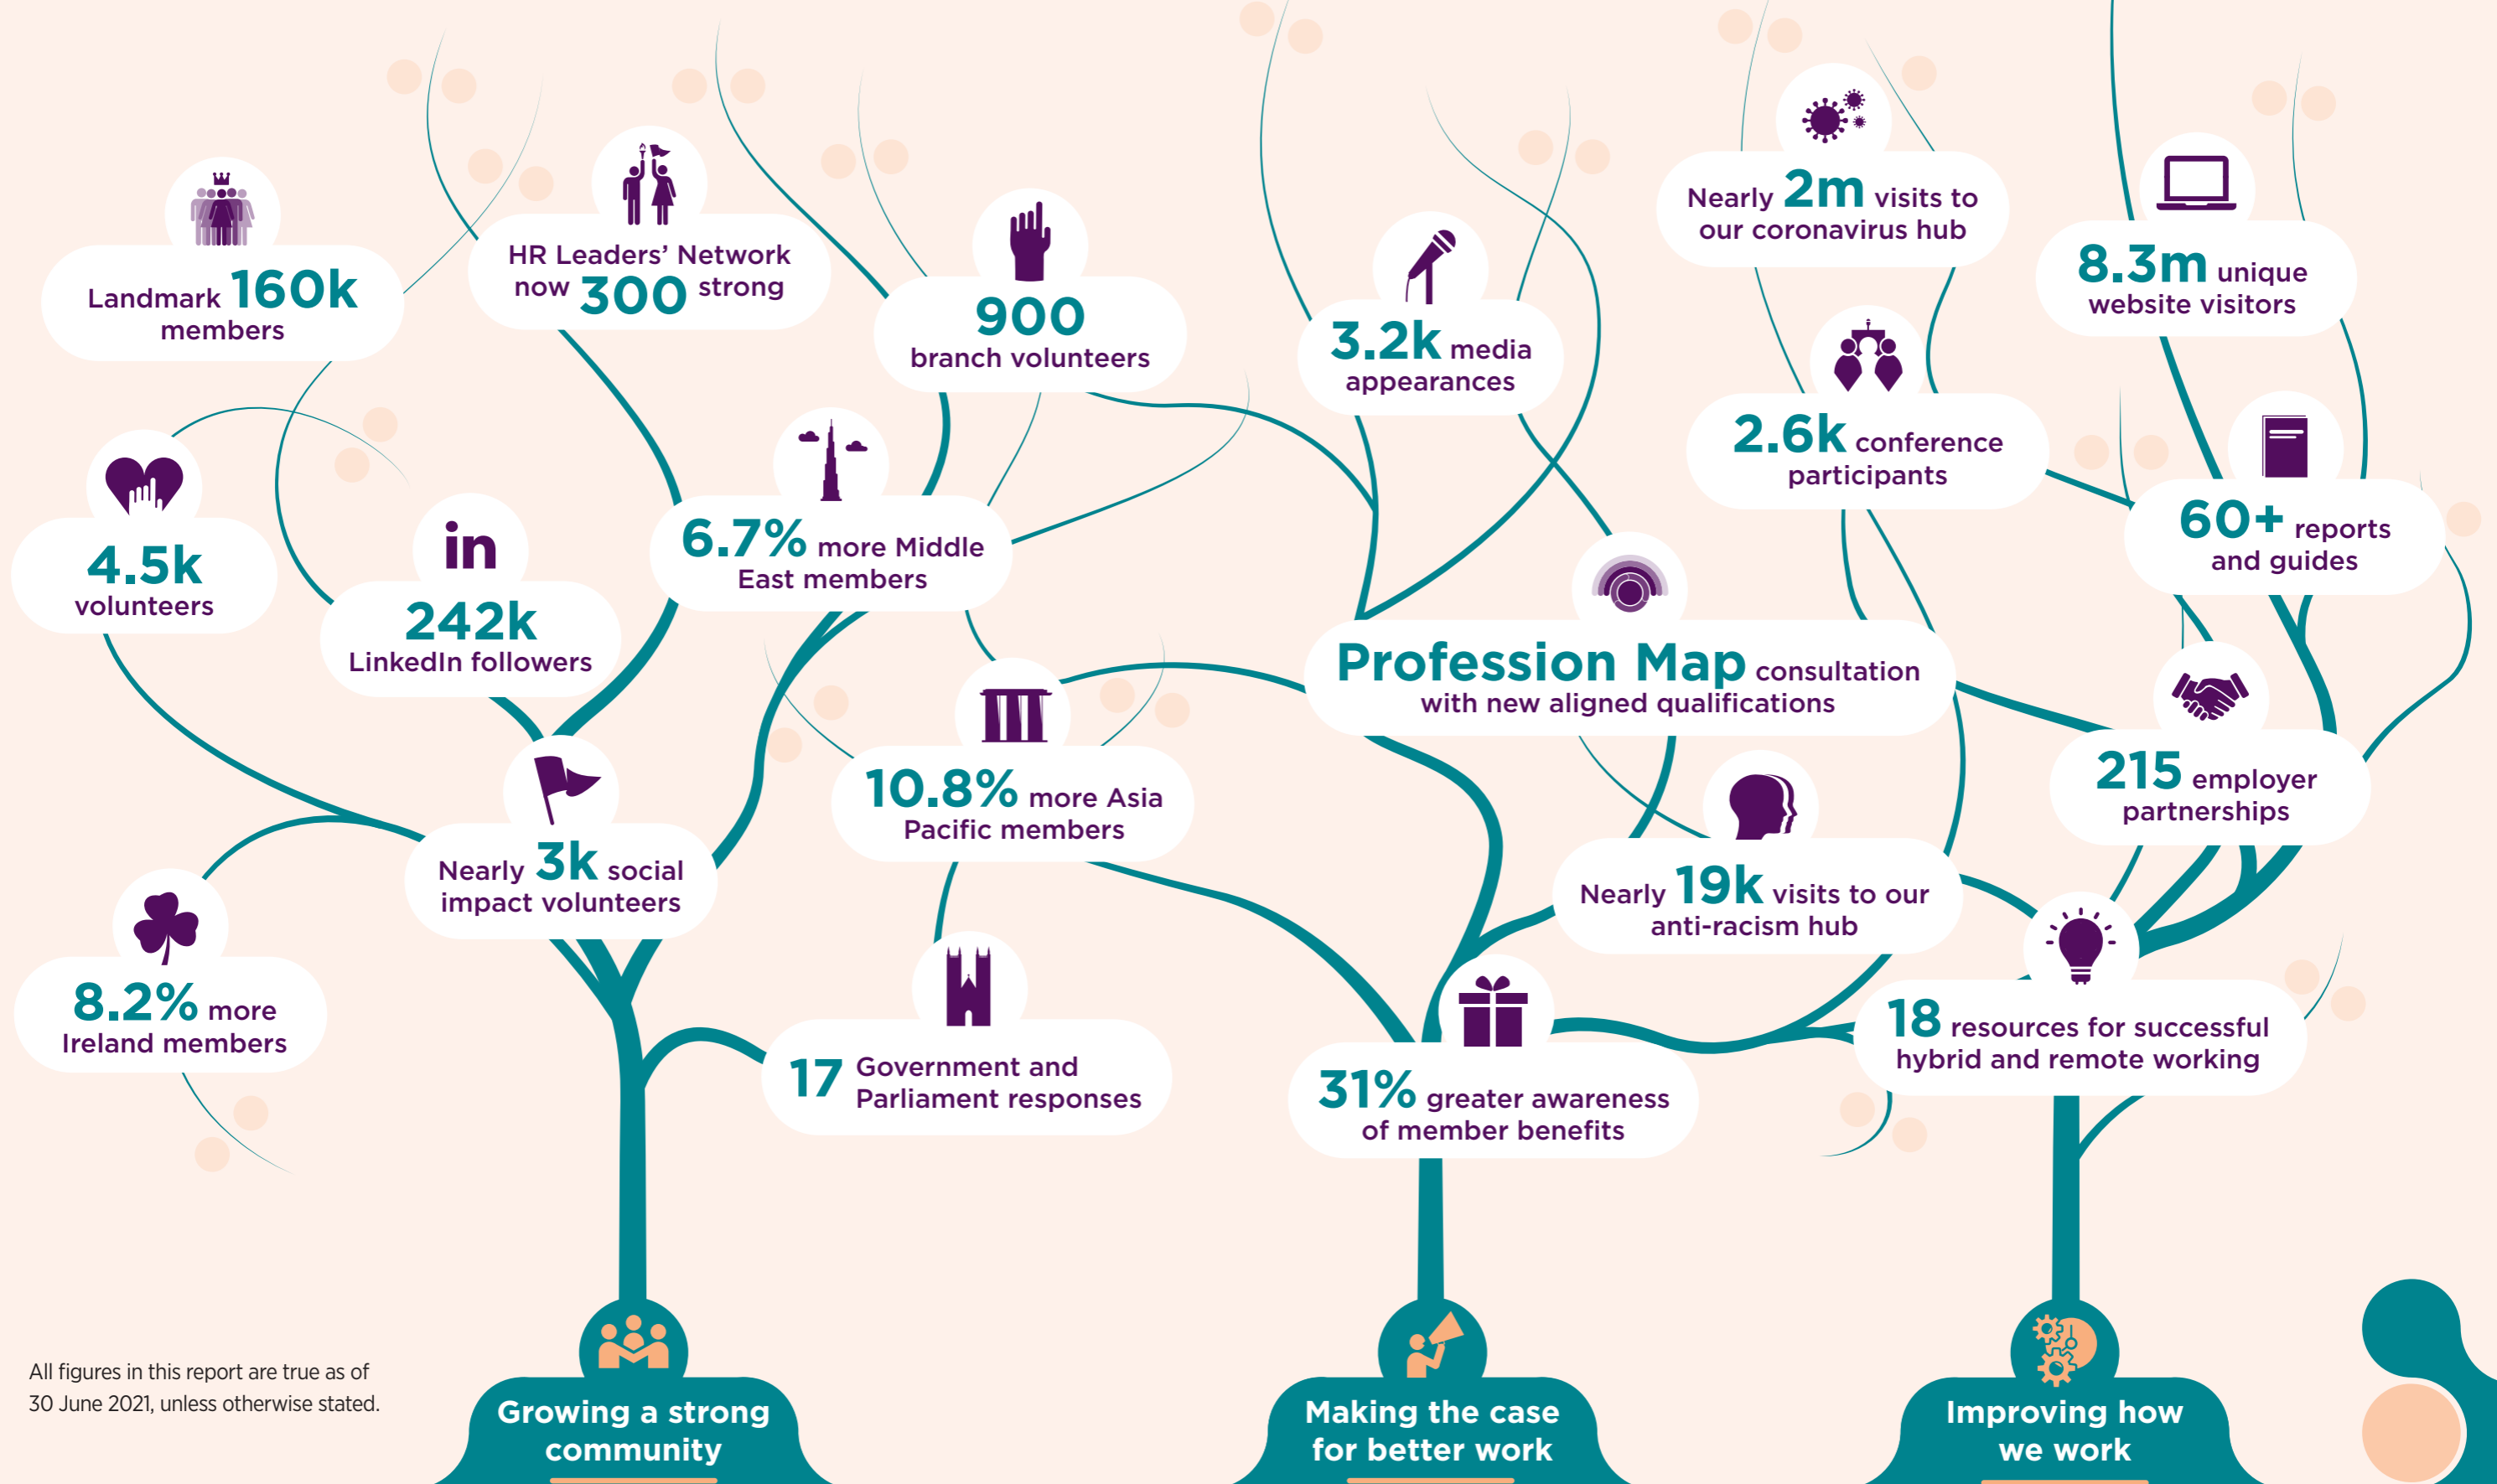 Landmark 160k
members
HR Leaders’ Network
now 300 strong
900
branch volunteers
3.2k media
appearances
Nearly 2m visits to
our coronavirus hub
8.3m unique
website visitors
2.6k conference
participants
4.5k
volunteers
in
242k
LinkedIn followers
6.7% more Middle
East members
60+ reports
and guides
Profession Map consultation
with new aligned qualifications
10.8% more Asia
Pacific members
215 employer
partnerships
Nearly 3k social
impact volunteers
Nearly 19k visits to our
anti-racism hub
8.2% more
Ireland members
17 Government and
Parliament responses
31% greater awareness
of member benefits
18 resources for successful
hybrid and remote working
All figures in this report are true as of
30 June 2021, unless otherwise stated.
Growing a strong
community
Making the case
for better work
Improving how
we work